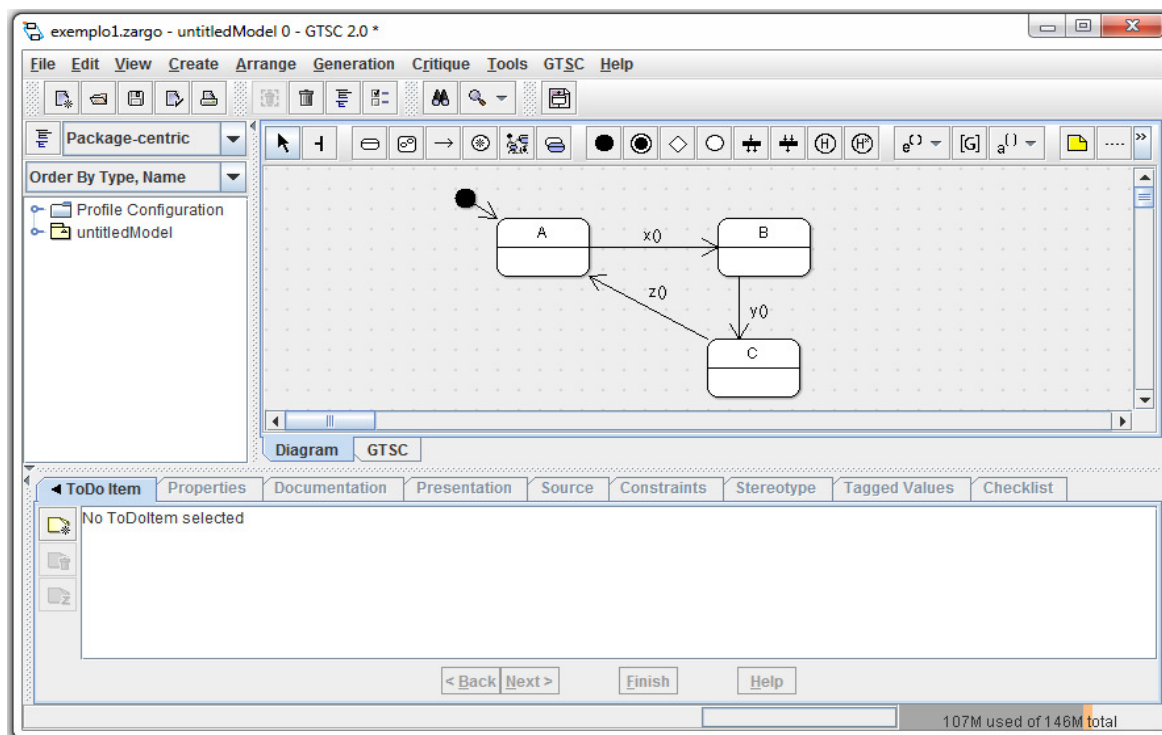 exemplo1.zargo - untitledModel 0 - GTSC 2.0 *
File Edit View Create Arrange Generation Critique Tools GTSC Help
Package-centric
e() [G] a()
H H*
Order By Type, Name
Profile Configuration
untitledModel
A
x()
B
z()
y()
C
Diagram GTSC
ToDo Item Properties Documentation Presentation Source Constraints Stereotype Tagged Values Checklist
No ToDoItem selected
< Back Next > Finish Help
107M used of 146M total